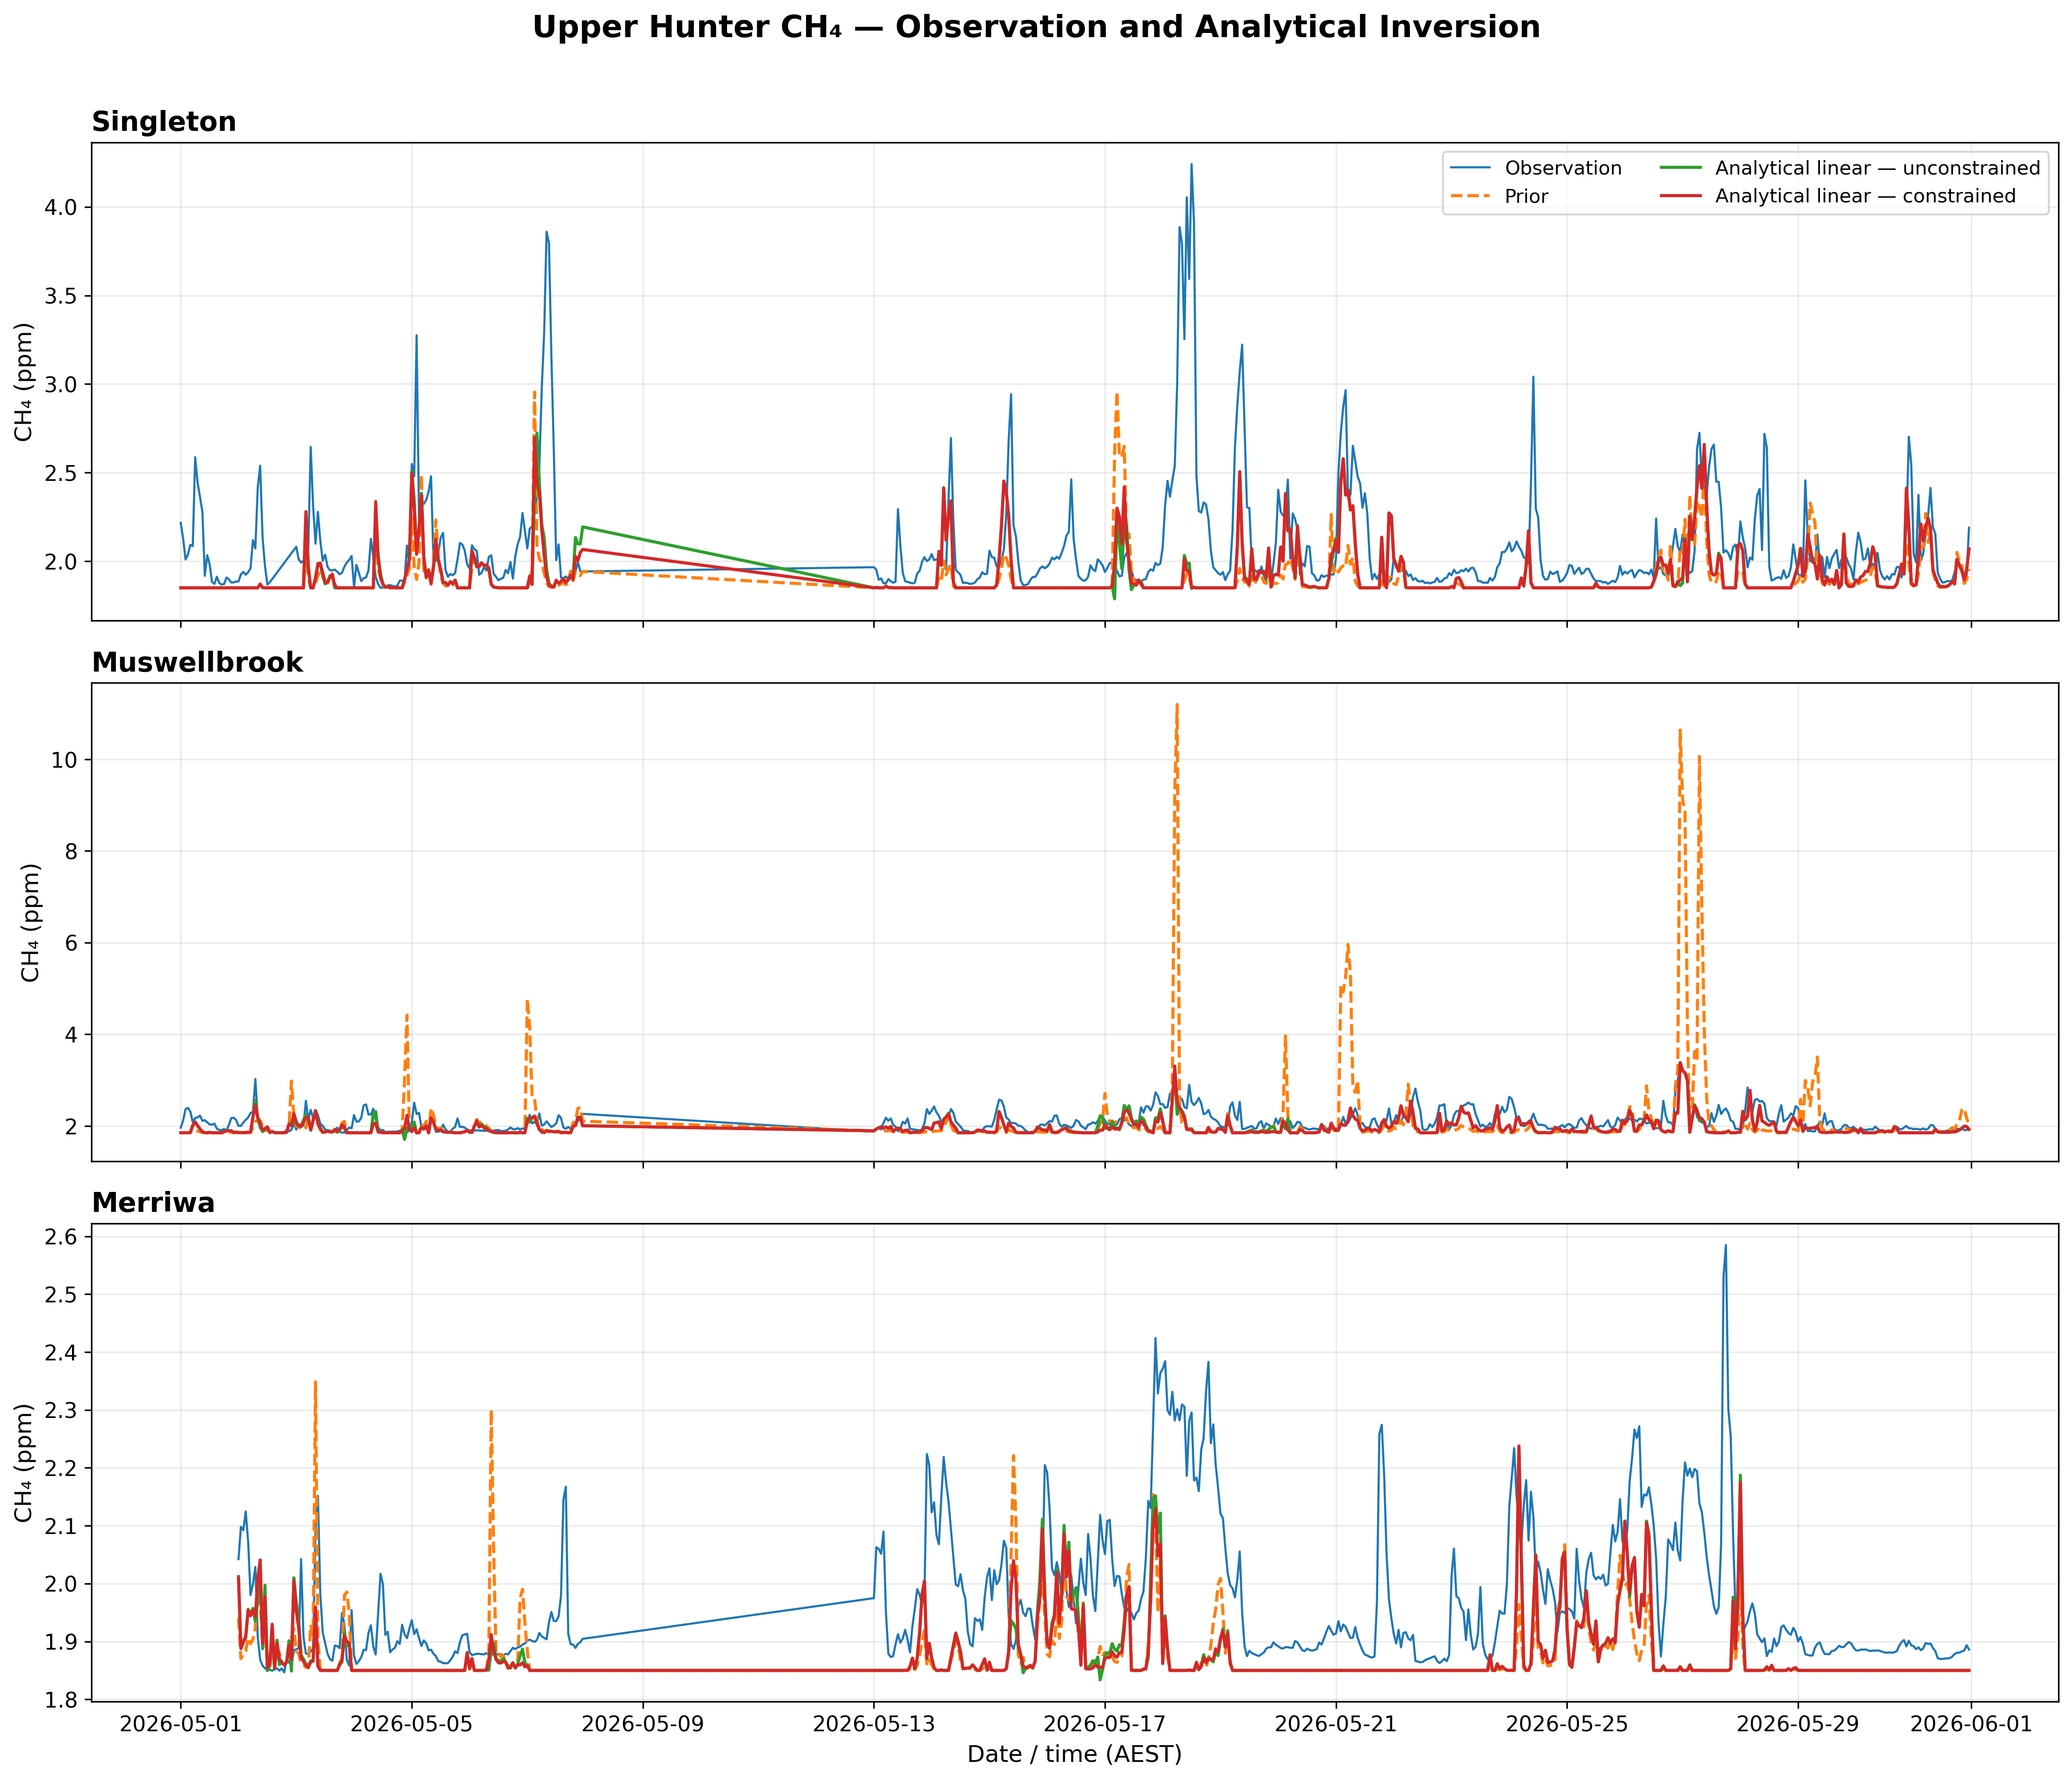 Upper Hunter CH₄ — Observation and Analytical Inversion
Singleton
Observation
Prior
Analytical linear — unconstrained
Analytical linear — constrained
CH₄ (ppm)
4.0
3.5
3.0
2.5
2.0
Muswellbrook
CH₄ (ppm)
10
8
6
4
2
Merriwa
CH₄ (ppm)
2.6
2.5
2.4
2.3
2.2
2.1
2.0
1.9
1.8
2026-05-01 2026-05-05 2026-05-09 2026-05-13 2026-05-17 2026-05-21 2026-05-25 2026-05-29 2026-06-01
Date / time (AEST)